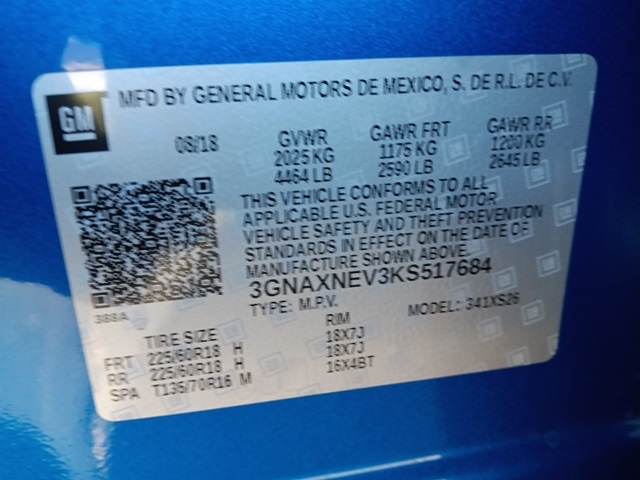 GM
MFD BY GENERAL MOTORS DE MEXICO, S. DE R.L. DE C.V.
08/18 GVWR GAWR FRT GAWR RR
2025 KG 1175 KG 1200 KG
4464 LB 2590 LB 2645 LB
THIS VEHICLE CONFORMS TO ALL
APPLICABLE U.S. FEDERAL MOTOR
VEHICLE SAFETY AND THEFT PREVENTION
STANDARDS IN EFFECT ON THE DATE OF
MANUFACTURE SHOWN ABOVE.
3GNAXNEV3KS517684
TYPE: M.P.V. MODEL: 341XS26
388A
TIRE SIZE RIM
FRT 225/60R18 H 18X7J
RR 225/60R18 H 18X7J
SPA T135/70R16 M 16X4BT